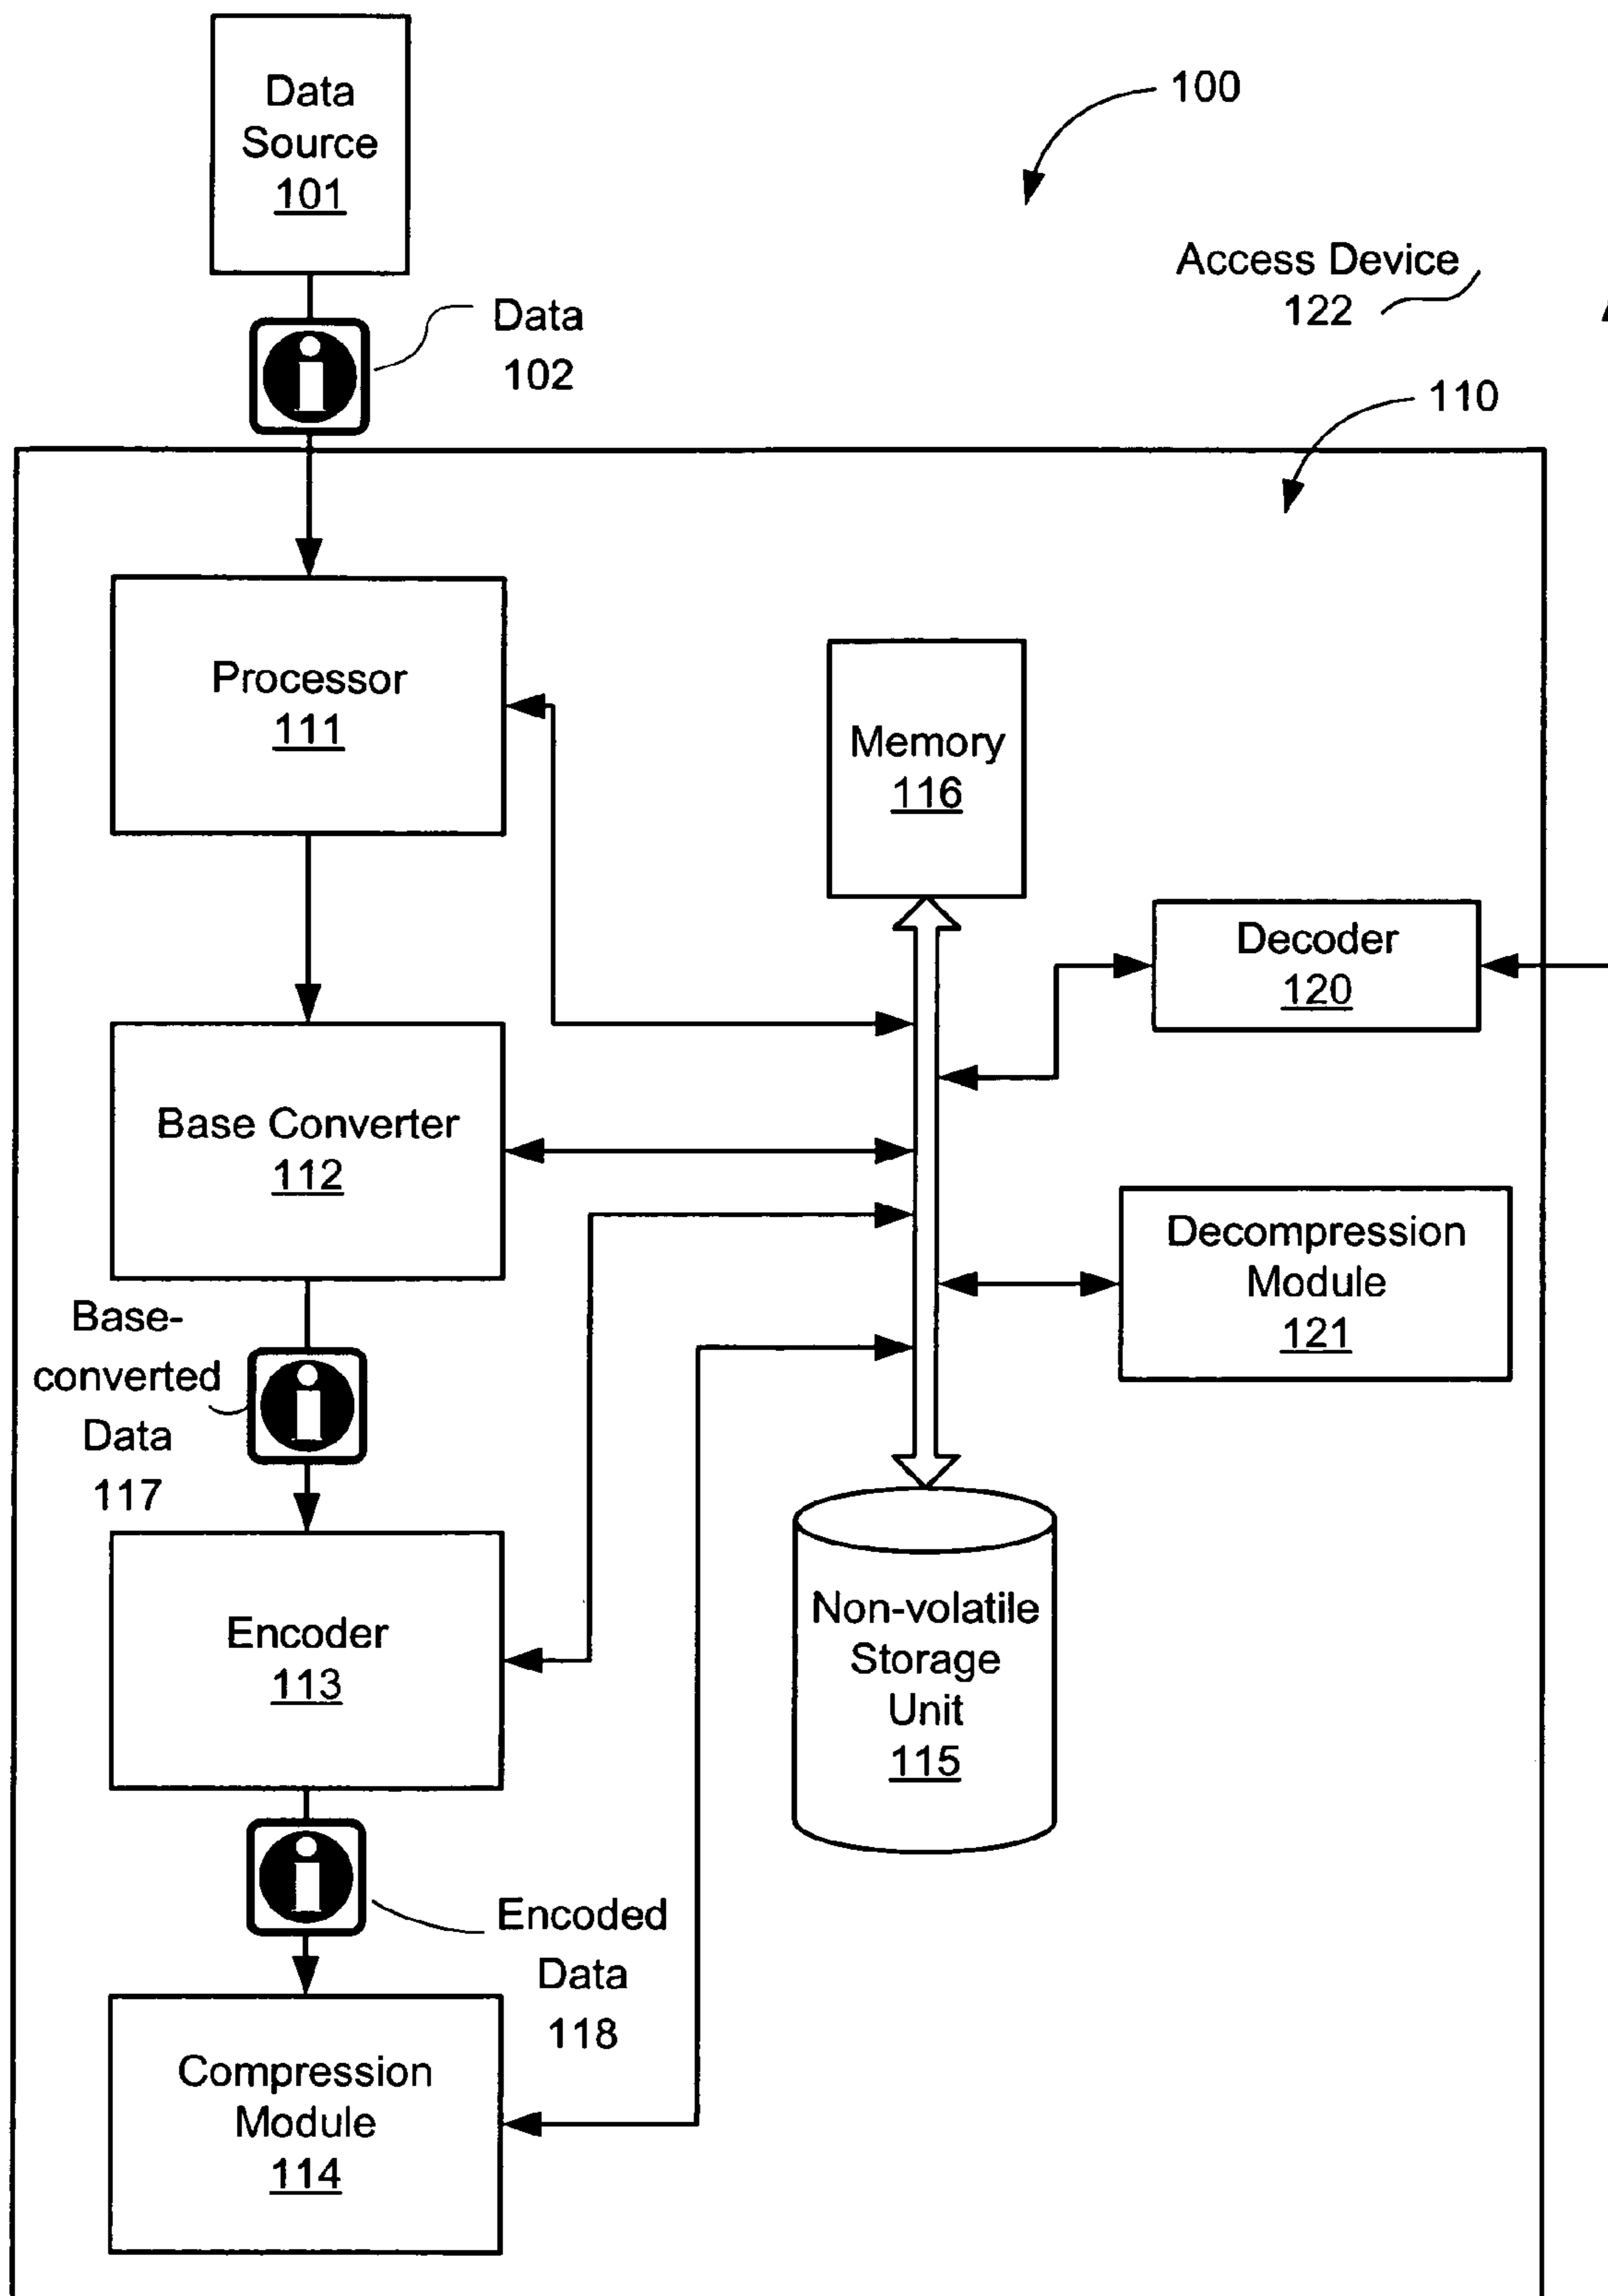 Data
Source
101
100
Access Device
122
Data
102
110
Processor
111
Memory
116
Decoder
120
Base Converter
112
Decompression
Module
121
Base-
converted
Data
117
Encoder
113
Non-volatile
Storage
Unit
115
Encoded
Data
118
Compression
Module
114